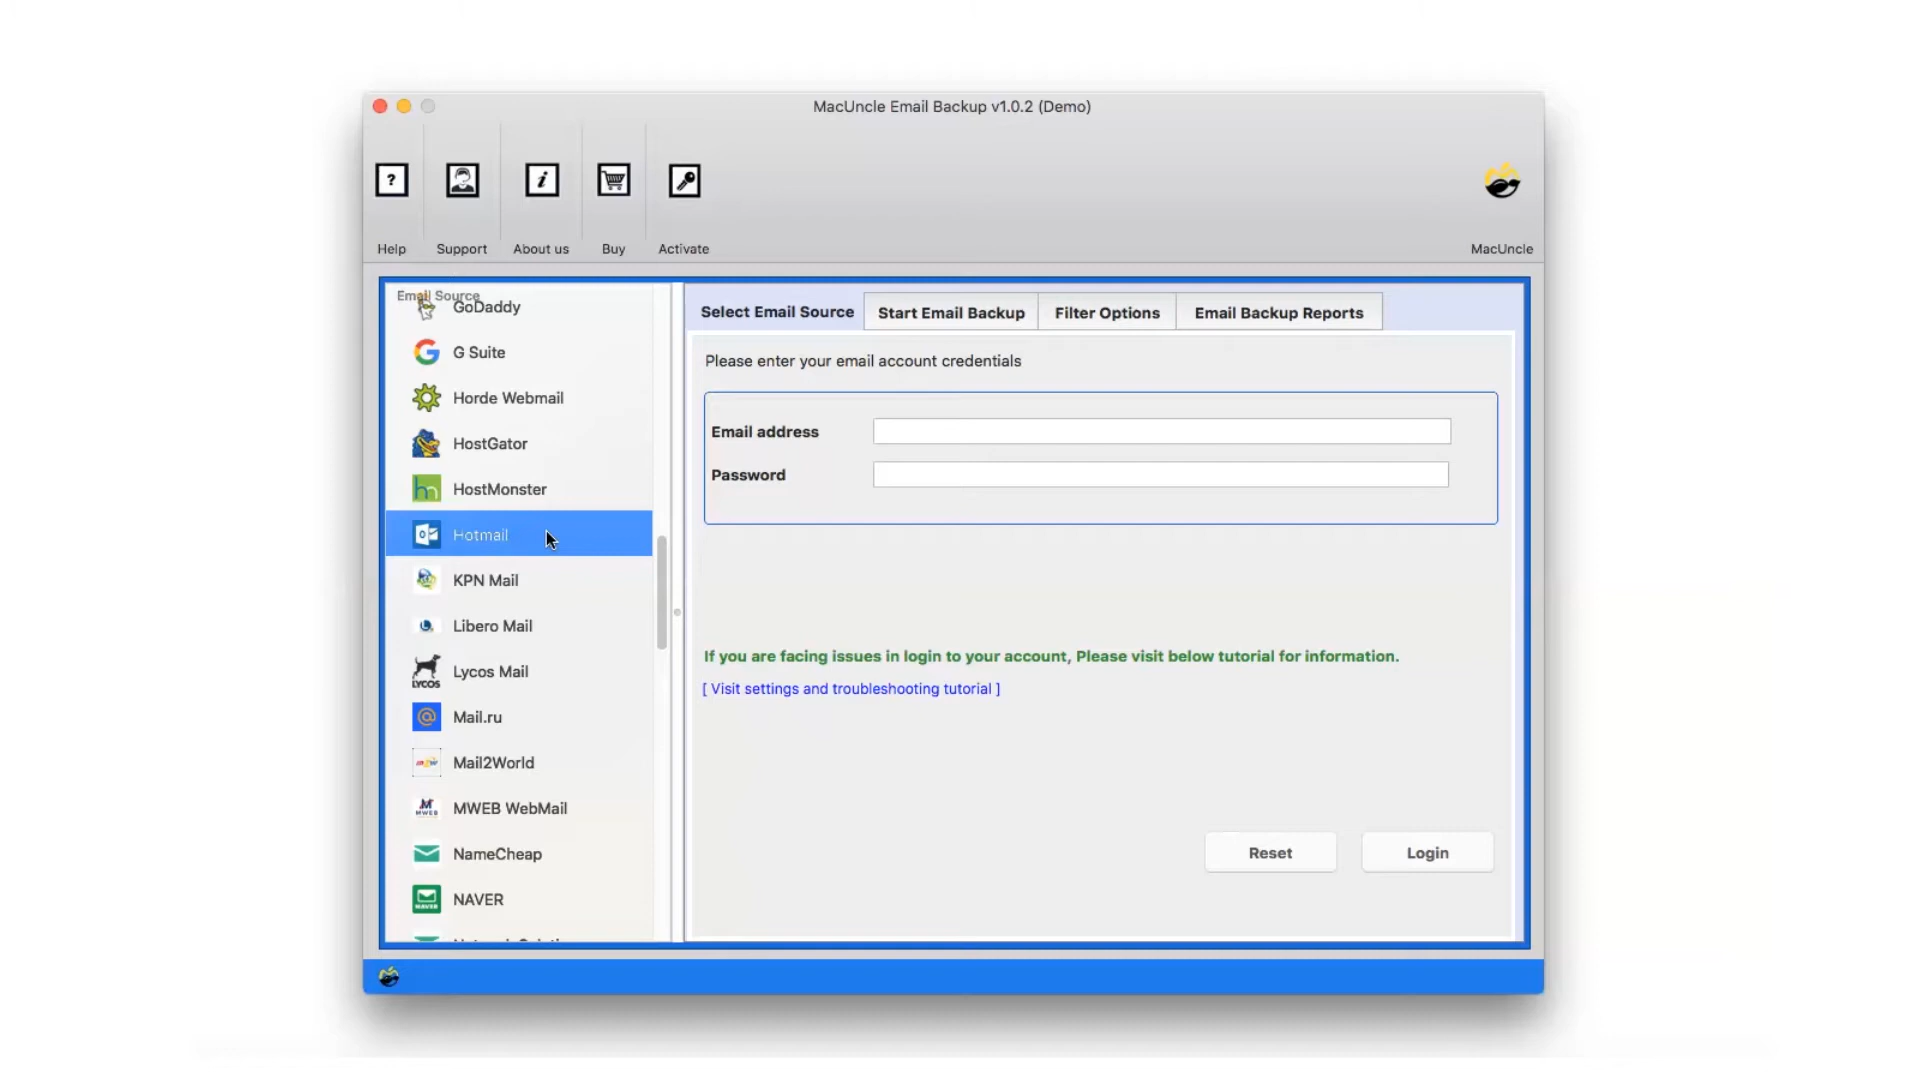 MacUncle Email Backup v1.0.2 (Demo)
?
i
Help
Support
About us
Buy
Activate
MacUncle
Email Source
GoDaddy
G Suite
Horde Webmail
HostGator
HostMonster
Hotmail
KPN Mail
Libero Mail
LYCOS
Lycos Mail
Mail.ru
Mail2World
MWEB
MWEB WebMail
NameCheap
NAVER
NAVER
Select Email Source
Start Email Backup
Filter Options
Email Backup Reports
Please enter your email account credentials
Email address
Password
If you are facing issues in login to your account, Please visit below tutorial for information.
[ Visit settings and troubleshooting tutorial ]
Reset
Login